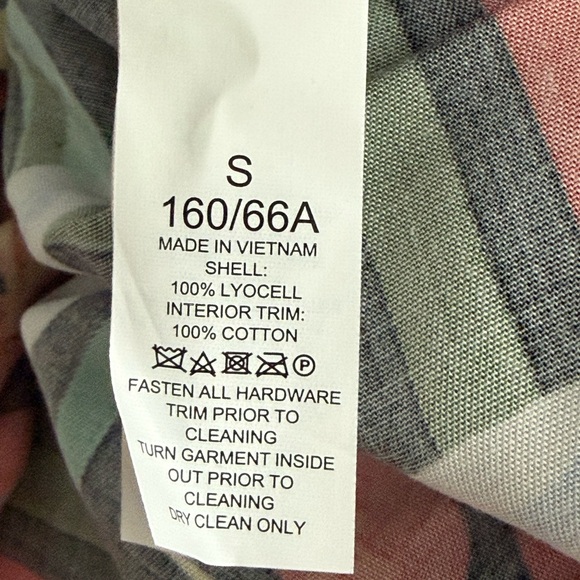 S
160/66A
MADE IN VIETNAM
SHELL:
100% LYOCELL
INTERIOR TRIM:
100% COTTON
P
FASTEN ALL HARDWARE
TRIM PRIOR TO
CLEANING
TURN GARMENT INSIDE
OUT PRIOR TO
CLEANING
DRY CLEAN ONLY